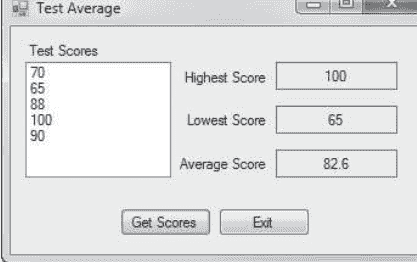 Test Average
Test Scores
70
65
88
100
90
Highest Score 100
Lowest Score 65
Average Score 82.6
Get Scores Exit